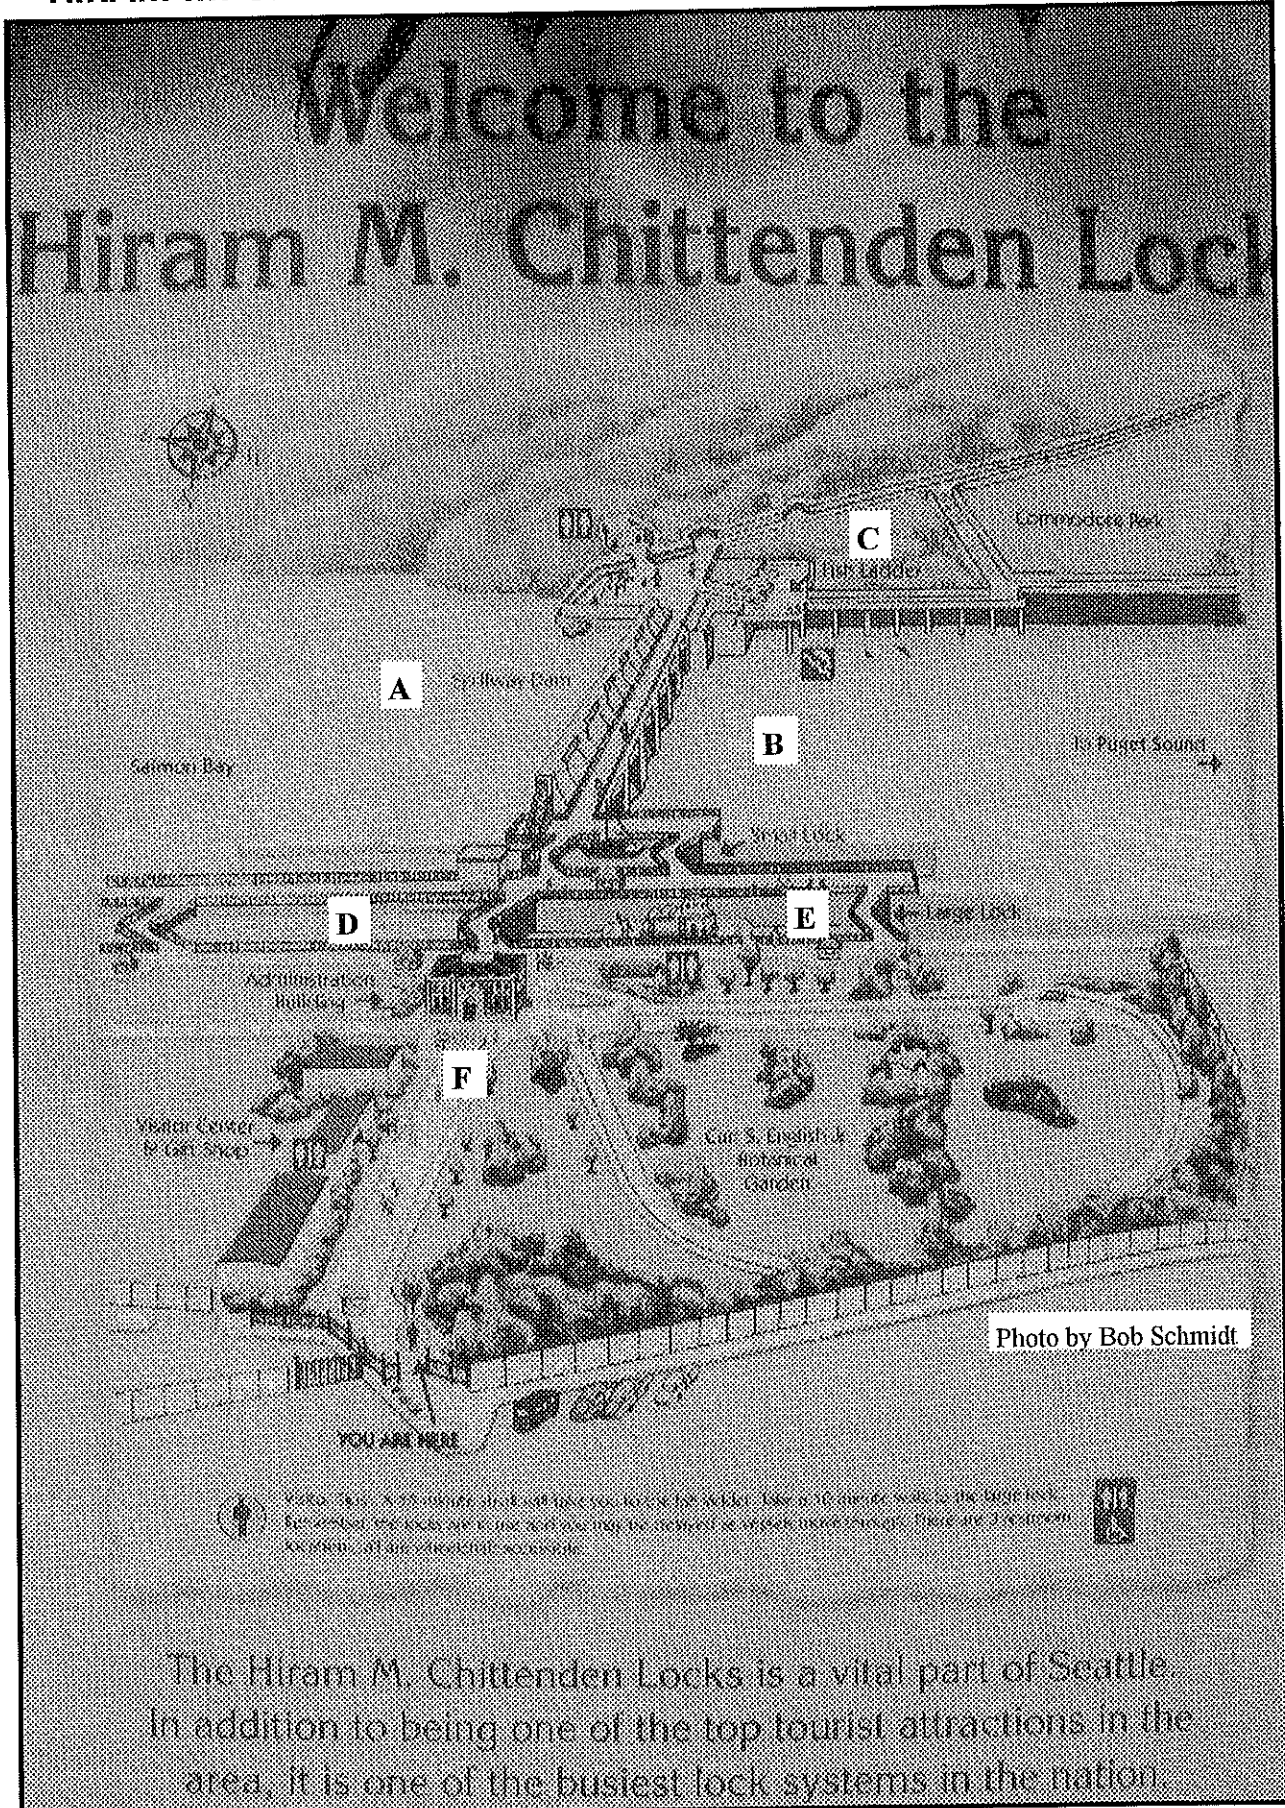 Welcome to the
Hiram M. Chittenden Lock
C
Commodore Park
Fish Ladder
A
Spillway Dam
B
To Puget Sound
Salmon Bay
Small Lock
D
E
Large Lock
Administration
Building
F
Visitor Center
& Gift Shop
Carl S. English Jr.
Botanical
Garden
Photo by Bob Schmidt
YOU ARE HERE
The Hiram M. Chittenden Locks is a vital part of Seattle.
In addition to being one of the top tourist attractions in the
area, it is one of the busiest lock systems in the nation.